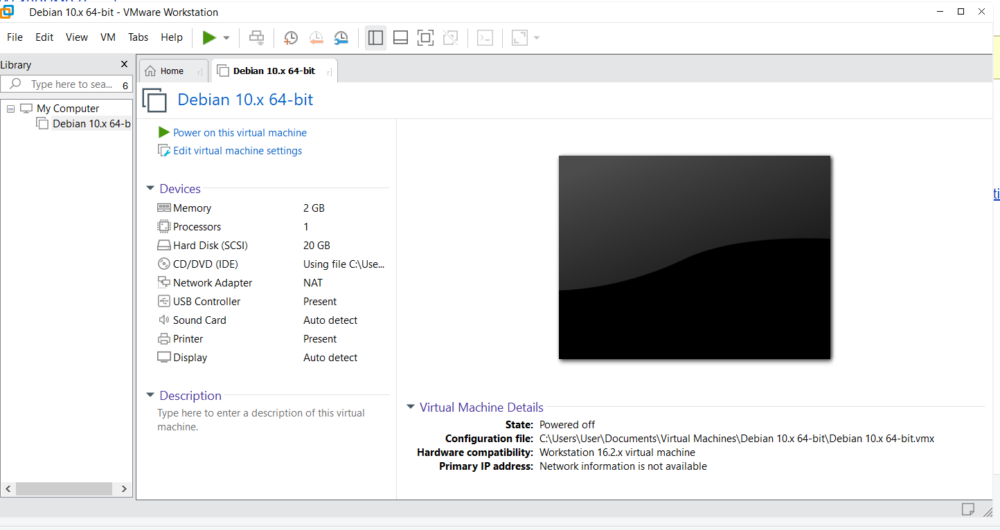 Debian 10.x 64-bit - VMware Workstation
File Edit View VM Tabs Help
Library
Type here to sea... 6
My Computer
Debian 10.x 64-b
Home
Debian 10.x 64-bit
Debian 10.x 64-bit
Power on this virtual machine
Edit virtual machine settings
Devices
Memory 2 GB
Processors 1
Hard Disk (SCSI) 20 GB
CD/DVD (IDE) Using file C:\Use...
Network Adapter NAT
USB Controller Present
Sound Card Auto detect
Printer Present
Display Auto detect
Description
Type here to enter a description of this virtual
machine.
Virtual Machine Details
State: Powered off
Configuration file: C:\Users\User\Documents\Virtual Machines\Debian 10.x 64-bit\Debian 10.x 64-bit.vmx
Hardware compatibility: Workstation 16.2.x virtual machine
Primary IP address: Network information is not available
ti